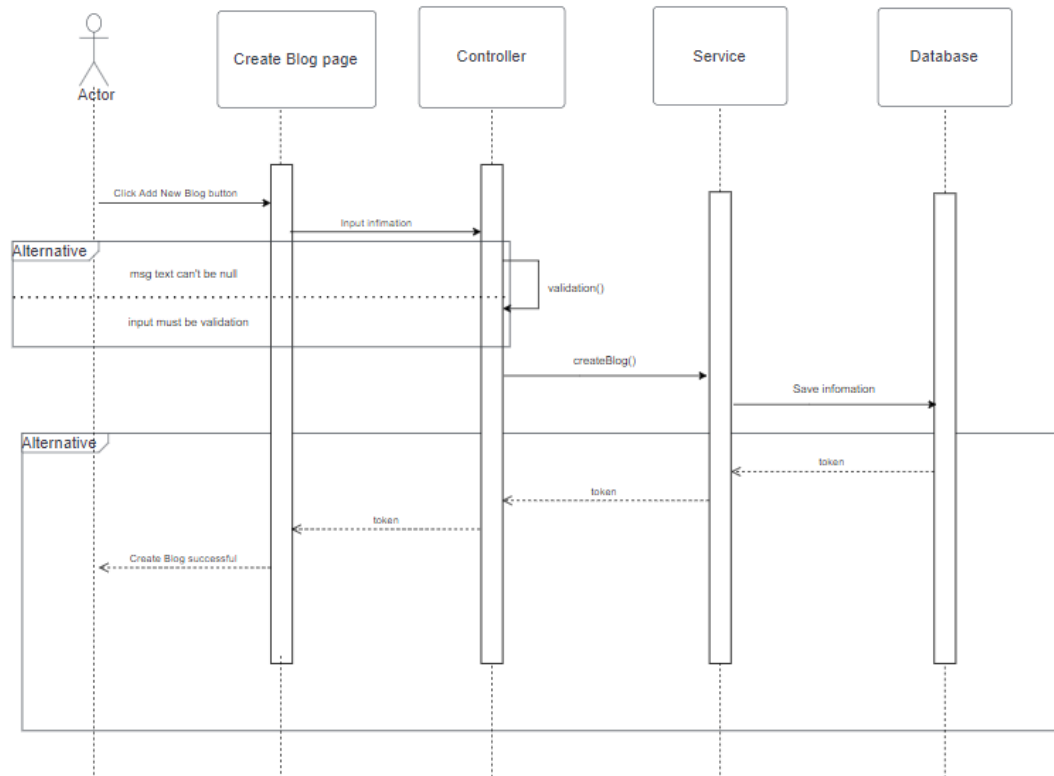 Actor
Create Blog page
Controller
Service
Database
Click Add New Blog button
Input infimation
Alternative
msg text can't be null
validation()
input must be validation
createBlog()
Save infomation
Alternative
token
token
token
Create Blog successful